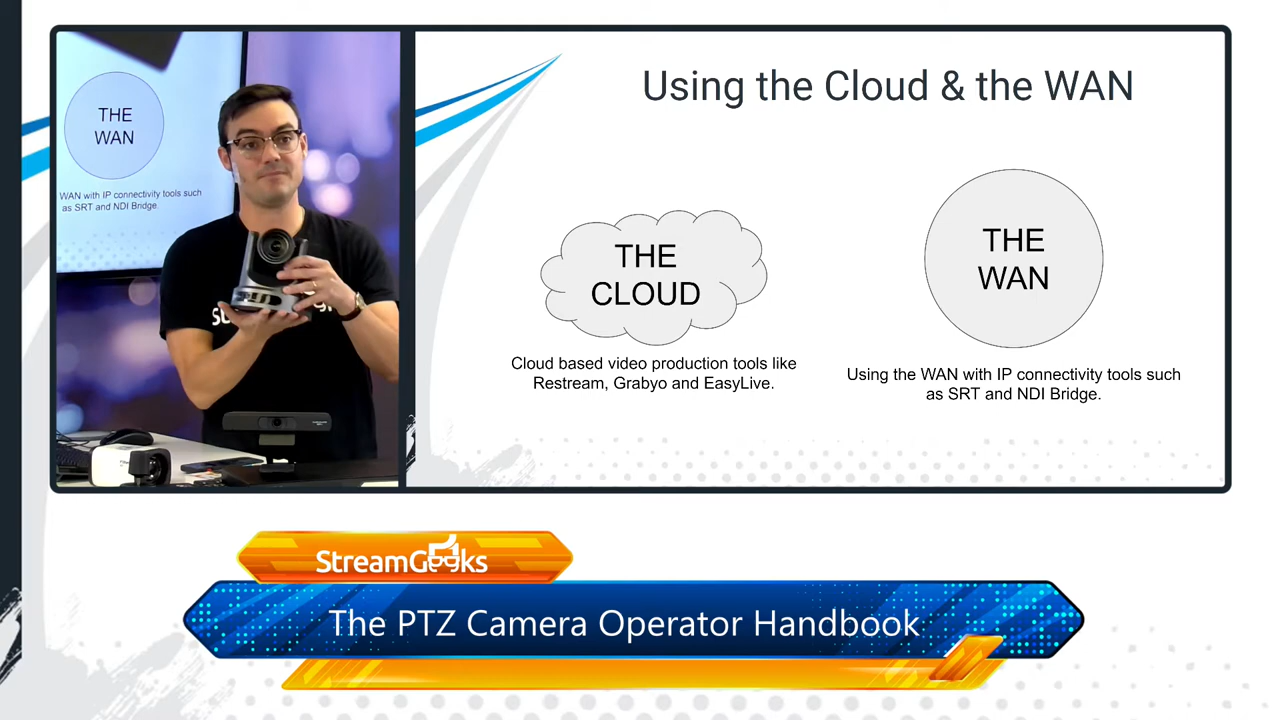 THE
WAN
WAN with IP connectivity tools such
as SRT and NDI Bridge.
Using the Cloud & the WAN
THE
CLOUD
Cloud based video production tools like
Restream, Grabyo and EasyLive.
THE
WAN
Using the WAN with IP connectivity tools such
as SRT and NDI Bridge.
StreamGeeks
The PTZ Camera Operator Handbook